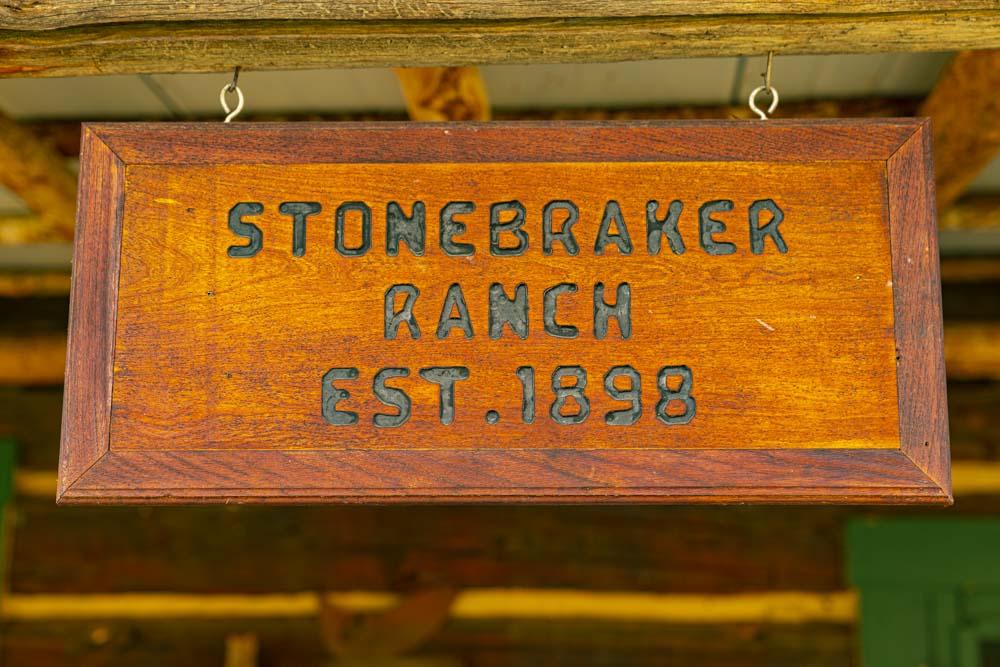 STONEBRAKER
RANCH
EST. 1898